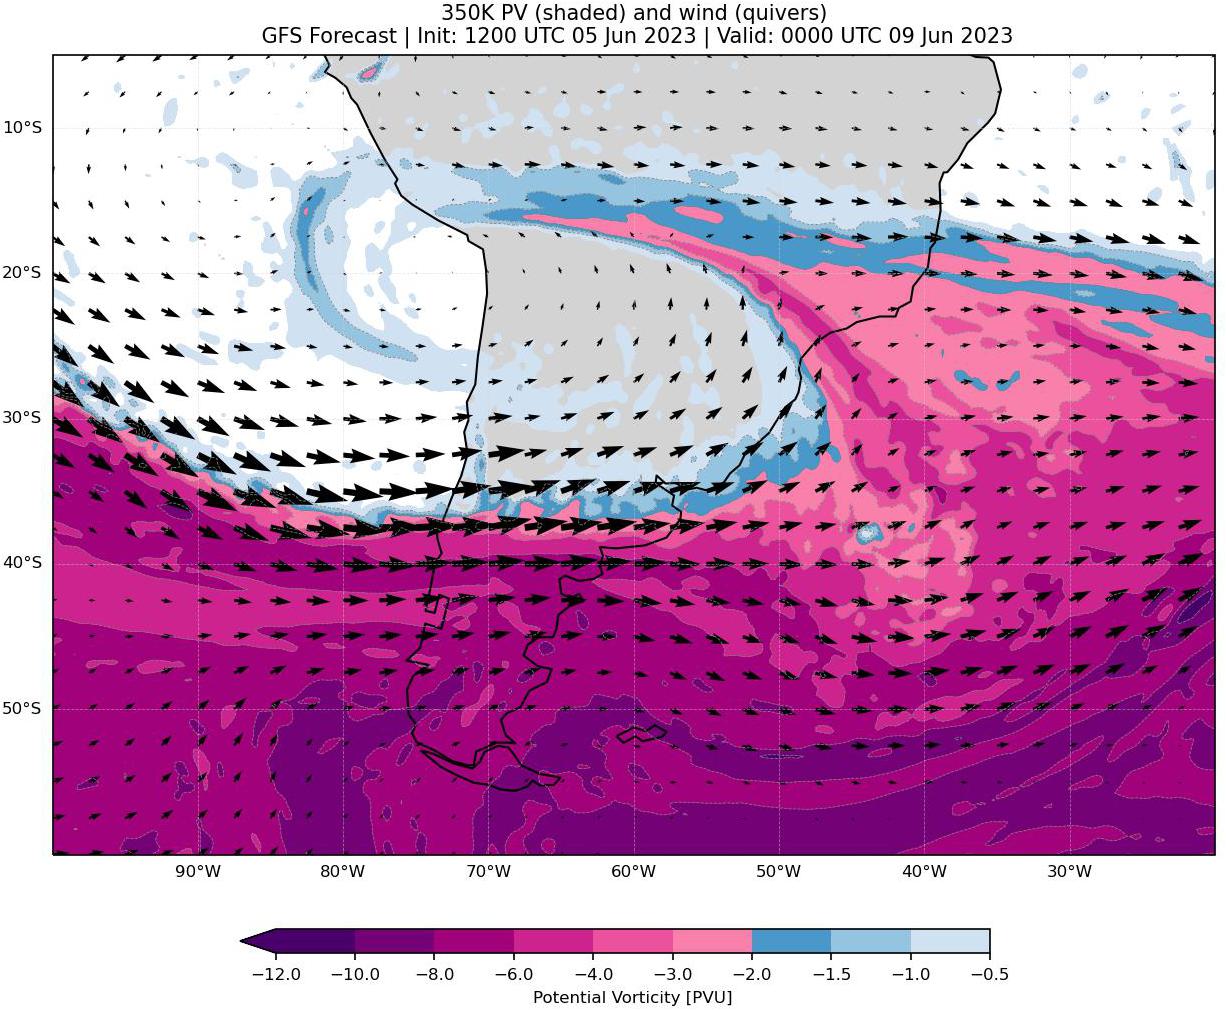 350K PV (shaded) and wind (quivers)
GFS Forecast | Init: 1200 UTC 05 Jun 2023 | Valid: 0000 UTC 09 Jun 2023
10°S
20°S
30°S
40°S
50°S
90°W 80°W 70°W 60°W 50°W 40°W 30°W
−12.0 −10.0 −8.0 −6.0 −4.0 −3.0 −2.0 −1.5 −1.0 −0.5
Potential Vorticity [PVU]